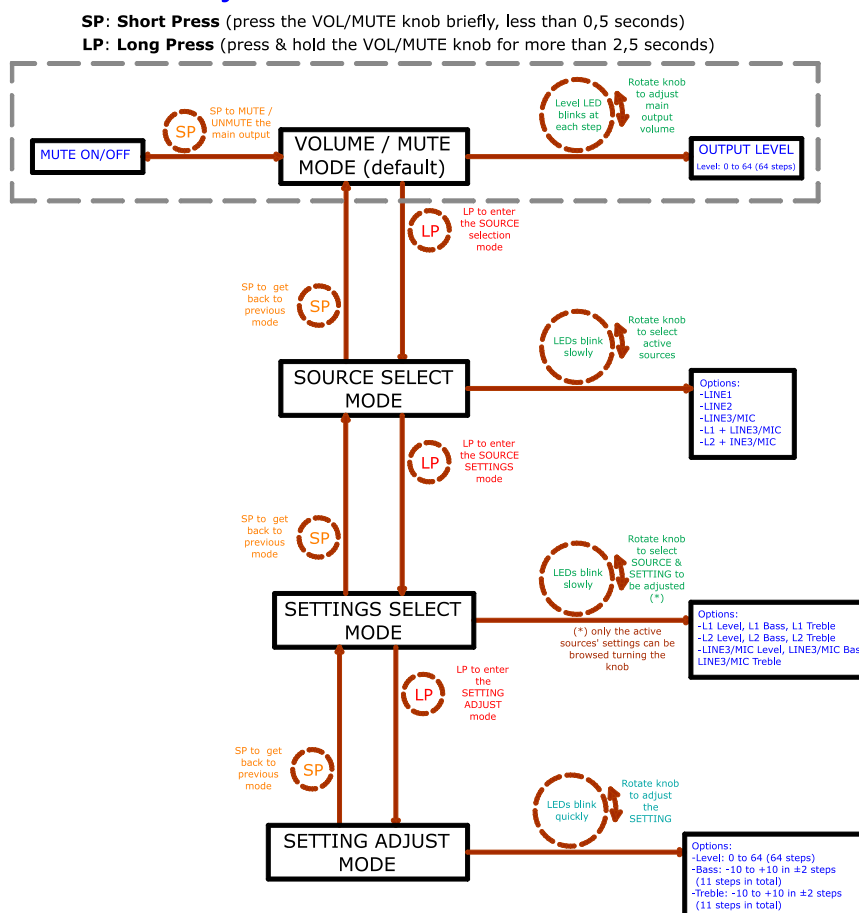 SP: Short Press (press the VOL/MUTE knob briefly, less than 0,5 seconds)
LP: Long Press (press & hold the VOL/MUTE knob for more than 2,5 seconds)
MUTE ON/OFF
SP
SP to MUTE /
UNMUTE the
main output
VOLUME / MUTE
MODE (default)
Level LED
blinks at
each step
Rotate knob
to adjust
main
output
volume
OUTPUT LEVEL
Level: 0 to 64 (64 steps)
LP
LP to enter
the SOURCE
selection
mode
SP to get
back to
previous
mode
SP
SOURCE SELECT
MODE
LEDs blink
slowly
Rotate knob
to select
active
sources
Options:
-LINE1
-LINE2
-LINE3/MIC
-L1 + LINE3/MIC
-L2 + INE3/MIC
LP
LP to enter
the SOURCE
SETTINGS
mode
SP to get
back to
previous
mode
SP
SETTINGS SELECT
MODE
LEDs blink
slowly
Rotate knob
to select
SOURCE &
SETTING to
be adjusted
(*)
(*) only the active
sources' settings can be
browsed turning the
knob
Options:
-L1 Level, L1 Bass, L1 Treble
-L2 Level, L2 Bass, L2 Treble
-LINE3/MIC Level, LINE3/MIC Bas
LINE3/MIC Treble
LP
LP to enter
the
SETTING
ADJUST
mode
SP to get
back to
previous
mode
SP
SETTING ADJUST
MODE
LEDs blink
quickly
Rotate knob
to adjust
the
SETTING
Options:
-Level: 0 to 64 (64 steps)
-Bass: -10 to +10 in ±2 steps
(11 steps in total)
-Treble: -10 to +10 in ±2 steps
(11 steps in total)